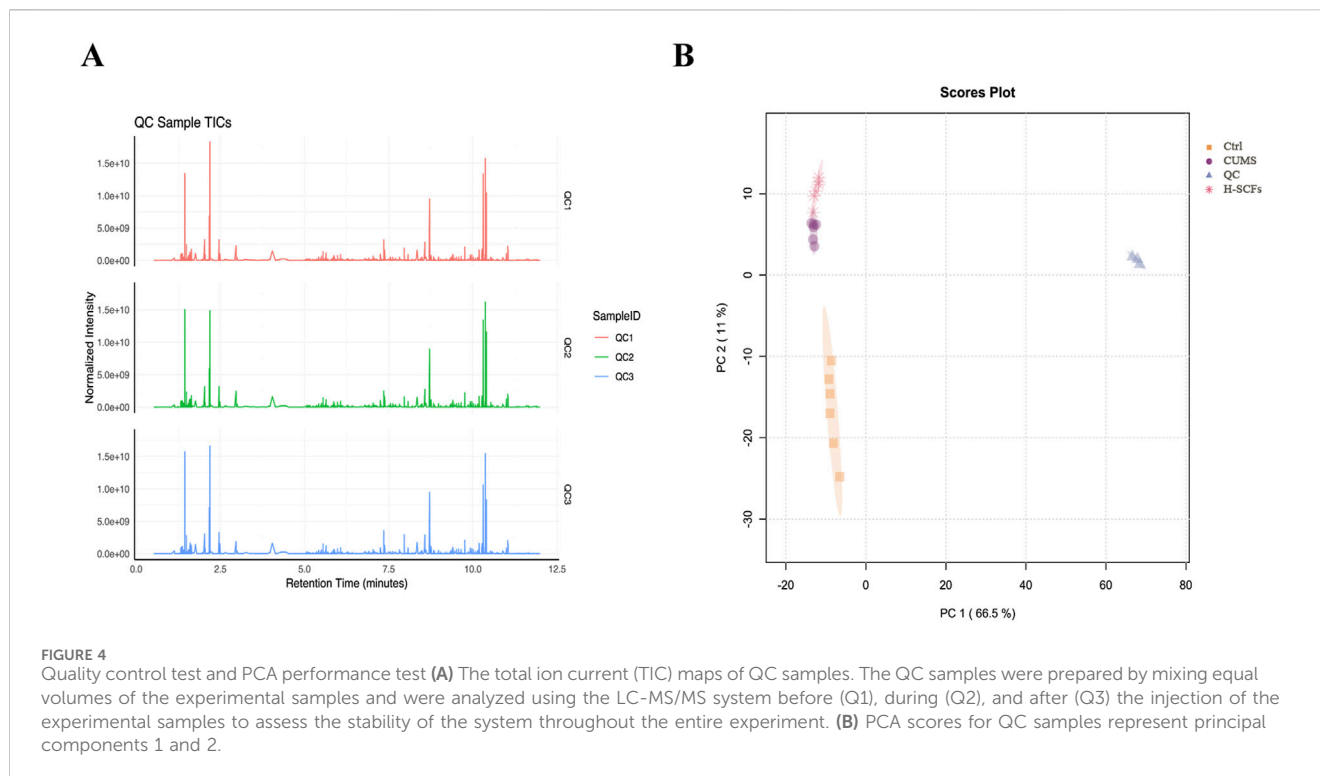 A
B
QC Sample TICs
1.5e+10
1.0e+10
5.0e+09
0.0e+00
QC1
1.5e+10
1.0e+10
5.0e+09
0.0e+00
QC2
1.5e+10
1.0e+10
5.0e+09
0.0e+00
QC3
Normalized Intensity
0.0 2.5 5.0 7.5 10.0 12.5
Retention Time (minutes)
SampleID
QC1
QC2
QC3
Scores Plot
10
0
-10
-20
-30
PC 2 ( 11 %)
-20 0 20 40 60 80
PC 1 ( 66.5 %)
Ctrl
CUMS
QC
H-SCFs
FIGURE 4
Quality control test and PCA performance test (A) The total ion current (TIC) maps of QC samples. The QC samples were prepared by mixing equal
volumes of the experimental samples and were analyzed using the LC-MS/MS system before (Q1), during (Q2), and after (Q3) the injection of the
experimental samples to assess the stability of the system throughout the entire experiment. (B) PCA scores for QC samples represent principal
components 1 and 2.